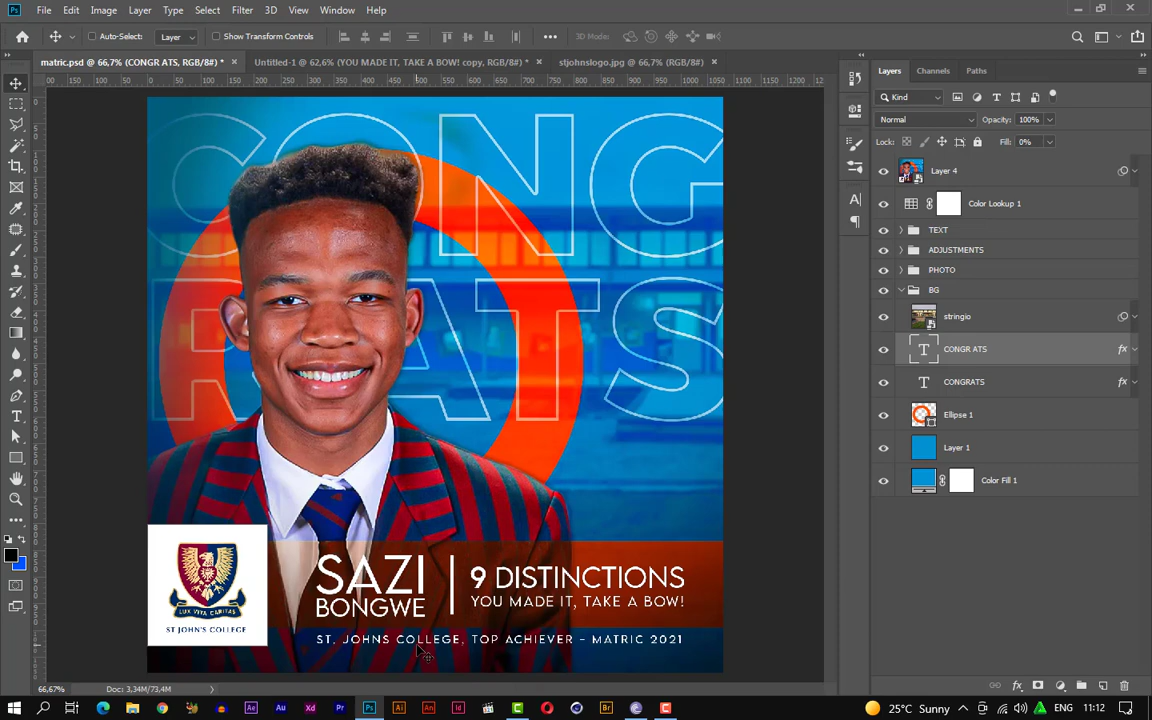 Ps File Edit Image Layer Type Select Filter 3D View Window Help
Auto-Select: Layer Show Transform Controls 3D Mode:
matric.psd @ 66,7% (CONGR ATS, RGB/8#) * × Untitled-1 @ 62,6% (YOU MADE IT, TAKE A BOW! copy, RGB/8#) * × stjohnslogo.jpg @ 66,7% (RGB/8#) ×
CONG
RATS
LUX VITA CARITAS
ST JOHN'S COLLEGE
SAZI
BONGWE
9 DISTINCTIONS
YOU MADE IT, TAKE A BOW!
ST. JOHNS COLLEGE, TOP ACHIEVER - MATRIC 2021
Layers Channels Paths
Kind
Normal Opacity: 100%
Lock: Fill: 0%
Layer 4
Color Lookup 1
TEXT
ADJUSTMENTS
PHOTO
BG
stringio
CONGR ATS fx
CONGRATS fx
Ellipse 1
Layer 1
Color Fill 1
66,67% Doc: 3,34M/73,4M
25°C Sunny ENG 11:12